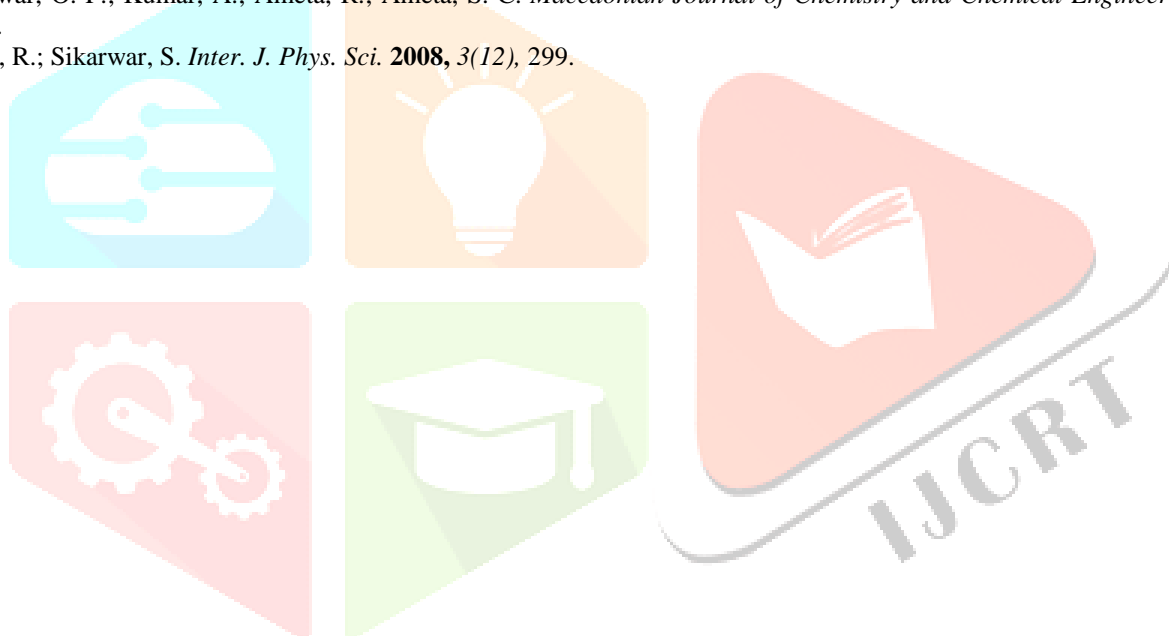 war, O. P.; Kumar, A.; Ameta, R.; Ameta, S. C. Macedonian Journal of Chemistry and Chemical Engineer
, R.; Sikarwar, S. Inter. J. Phys. Sci. 2008, 3(12), 299.
IJCRT